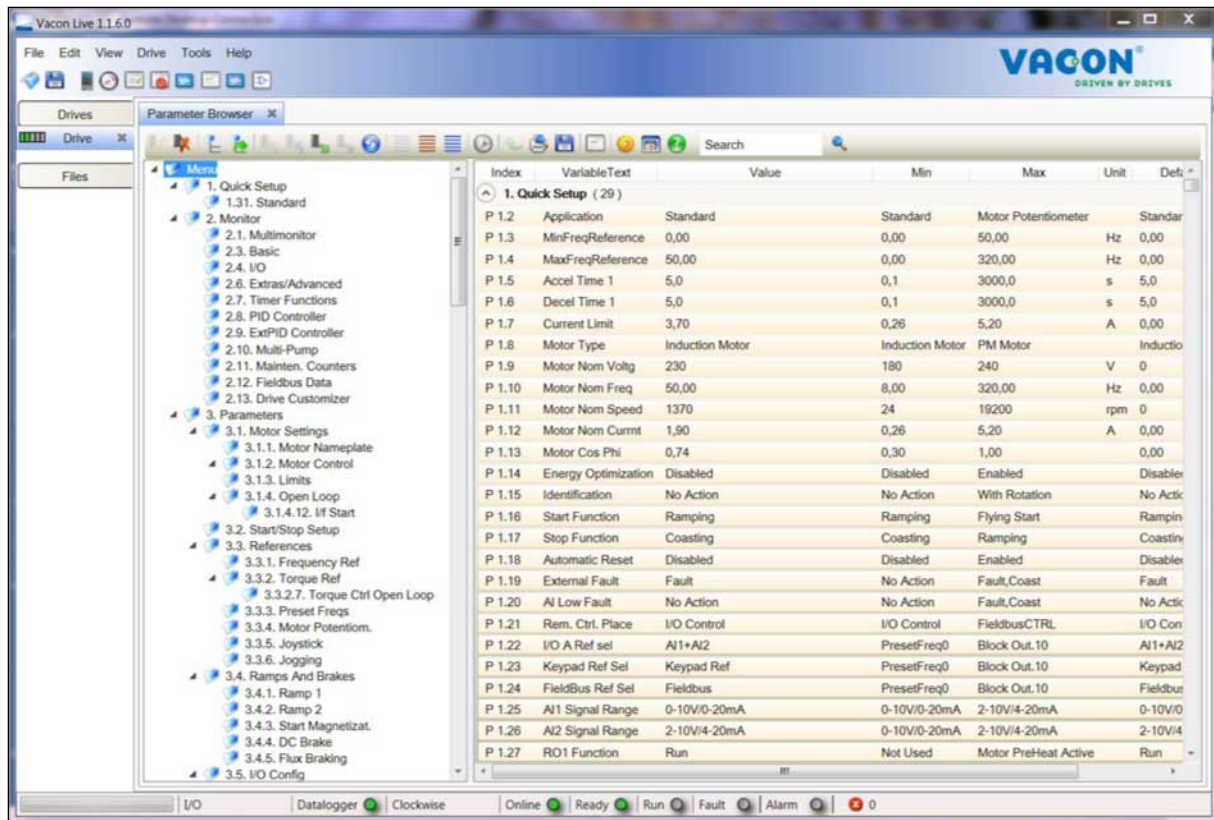 Vacon Live 1.1.6.0
File Edit View Drive Tools Help
VACON®
DRIVEN BY DRIVES
Drives
Drive
Files
Parameter Browser
Search
Menu
1. Quick Setup
1.31. Standard
2. Monitor
2.1. Multimonitor
2.3. Basic
2.4. I/O
2.6. Extras/Advanced
2.7. Timer Functions
2.8. PID Controller
2.9. ExtPID Controller
2.10. Multi-Pump
2.11. Mainten. Counters
2.12. Fieldbus Data
2.13. Drive Customizer
3. Parameters
3.1. Motor Settings
3.1.1. Motor Nameplate
3.1.2. Motor Control
3.1.3. Limits
3.1.4. Open Loop
3.1.4.12. I/f Start
3.2. Start/Stop Setup
3.3. References
3.3.1. Frequency Ref
3.3.2. Torque Ref
3.3.2.7. Torque Ctrl Open Loop
3.3.3. Preset Freqs
3.3.4. Motor Potentiom.
3.3.5. Joystick
3.3.6. Jogging
3.4. Ramps And Brakes
3.4.1. Ramp 1
3.4.2. Ramp 2
3.4.3. Start Magnetizat.
3.4.4. DC Brake
3.4.5. Flux Braking
3.5. I/O Config
Index VariableText Value Min Max Unit Defa
1. Quick Setup (29)
P 1.2 Application Standard Standard Motor Potentiometer Standar
P 1.3 MinFreqReference 0,00 0,00 50,00 Hz 0,00
P 1.4 MaxFreqReference 50,00 0,00 320,00 Hz 0,00
P 1.5 Accel Time 1 5,0 0,1 3000,0 s 5,0
P 1.6 Decel Time 1 5,0 0,1 3000,0 s 5,0
P 1.7 Current Limit 3,70 0,26 5,20 A 0,00
P 1.8 Motor Type Induction Motor Induction Motor PM Motor Inductio
P 1.9 Motor Nom Voltg 230 180 240 V 0
P 1.10 Motor Nom Freq 50,00 8,00 320,00 Hz 0,00
P 1.11 Motor Nom Speed 1370 24 19200 rpm 0
P 1.12 Motor Nom Currnt 1,90 0,26 5,20 A 0,00
P 1.13 Motor Cos Phi 0,74 0,30 1,00 0,00
P 1.14 Energy Optimization Disabled Disabled Enabled Disabled
P 1.15 Identification No Action No Action With Rotation No Actic
P 1.16 Start Function Ramping Ramping Flying Start Rampin
P 1.17 Stop Function Coasting Coasting Ramping Coasting
P 1.18 Automatic Reset Disabled Disabled Enabled Disabled
P 1.19 External Fault Fault No Action Fault,Coast Fault
P 1.20 AI Low Fault No Action No Action Fault,Coast No Actic
P 1.21 Rem. Ctrl. Place I/O Control I/O Control FieldbusCTRL I/O Con
P 1.22 I/O A Ref sel AI1+AI2 PresetFreq0 Block Out.10 AI1+AI2
P 1.23 Keypad Ref Sel Keypad Ref PresetFreq0 Block Out.10 Keypad
P 1.24 FieldBus Ref Sel Fieldbus PresetFreq0 Block Out.10 Fieldbus
P 1.25 AI1 Signal Range 0-10V/0-20mA 0-10V/0-20mA 2-10V/4-20mA 0-10V/0
P 1.26 AI2 Signal Range 2-10V/4-20mA 0-10V/0-20mA 2-10V/4-20mA 2-10V/4
P 1.27 RO1 Function Run Not Used Motor PreHeat Active Run
I/O Datalogger Clockwise Online Ready Run Fault Alarm 0